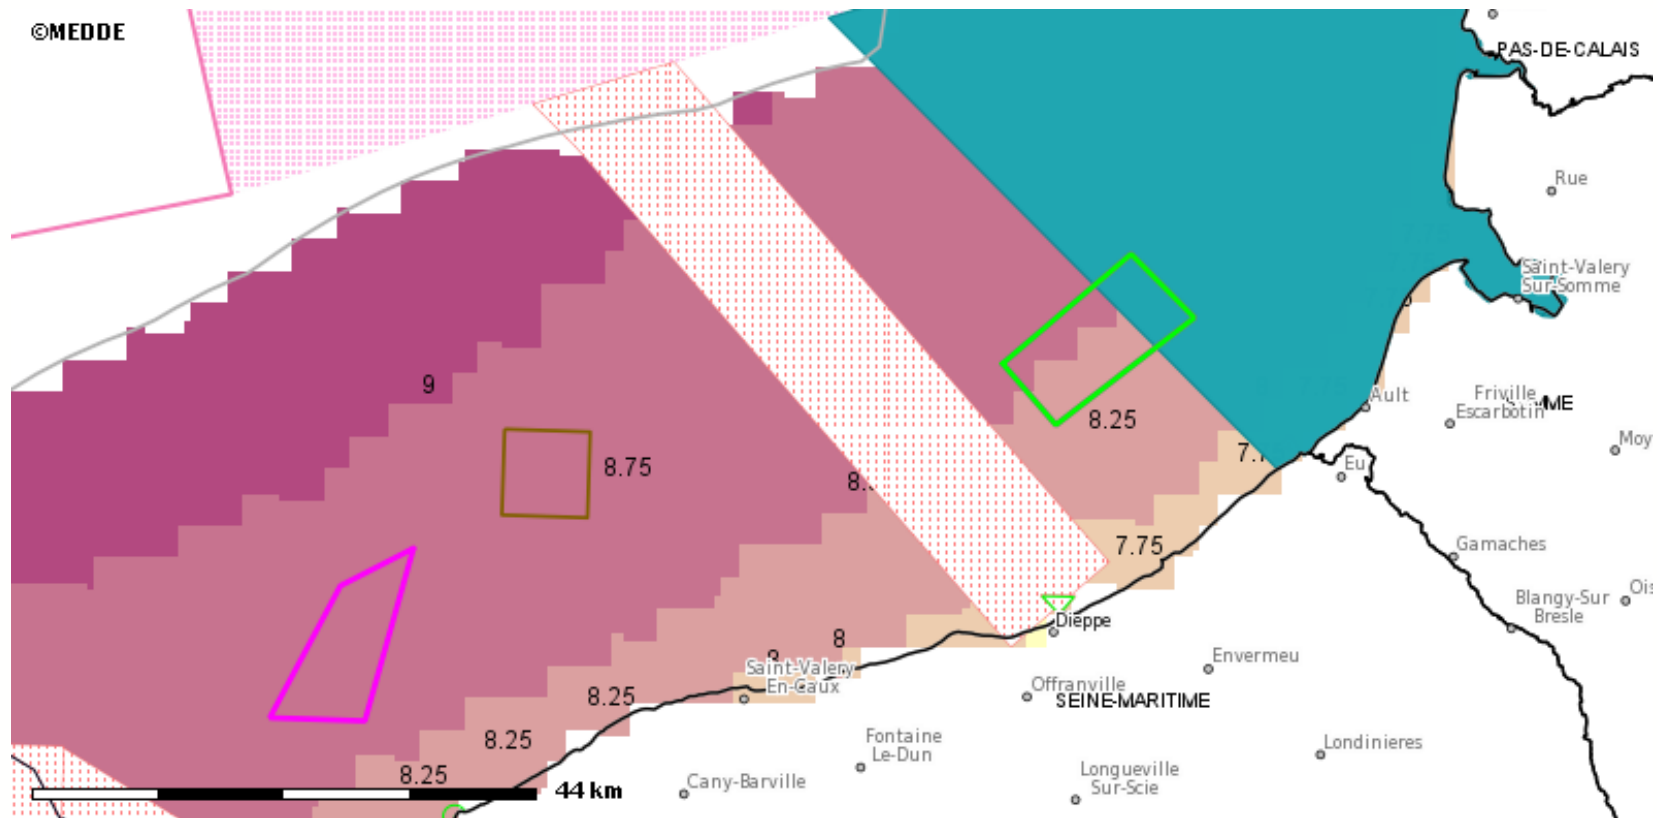 ©MEDDE
PAS-DE-CALAIS
Rue
Saint-Valery
Sur-Somme
9
Ault
Friville
Escarbotin
8.25
Moy
8.75
Eu
7.75
Gamaches
Blangy-Sur
Bresle
Ois
Dieppe
8
Saint-Valery
En-Caux
Envermeu
8.25
Offranville
SEINE-MARITIME
8.25
Fontaine
Le-Dun
Londinieres
8.25
Cany-Barville
Longueville
Sur-Scie
44 km